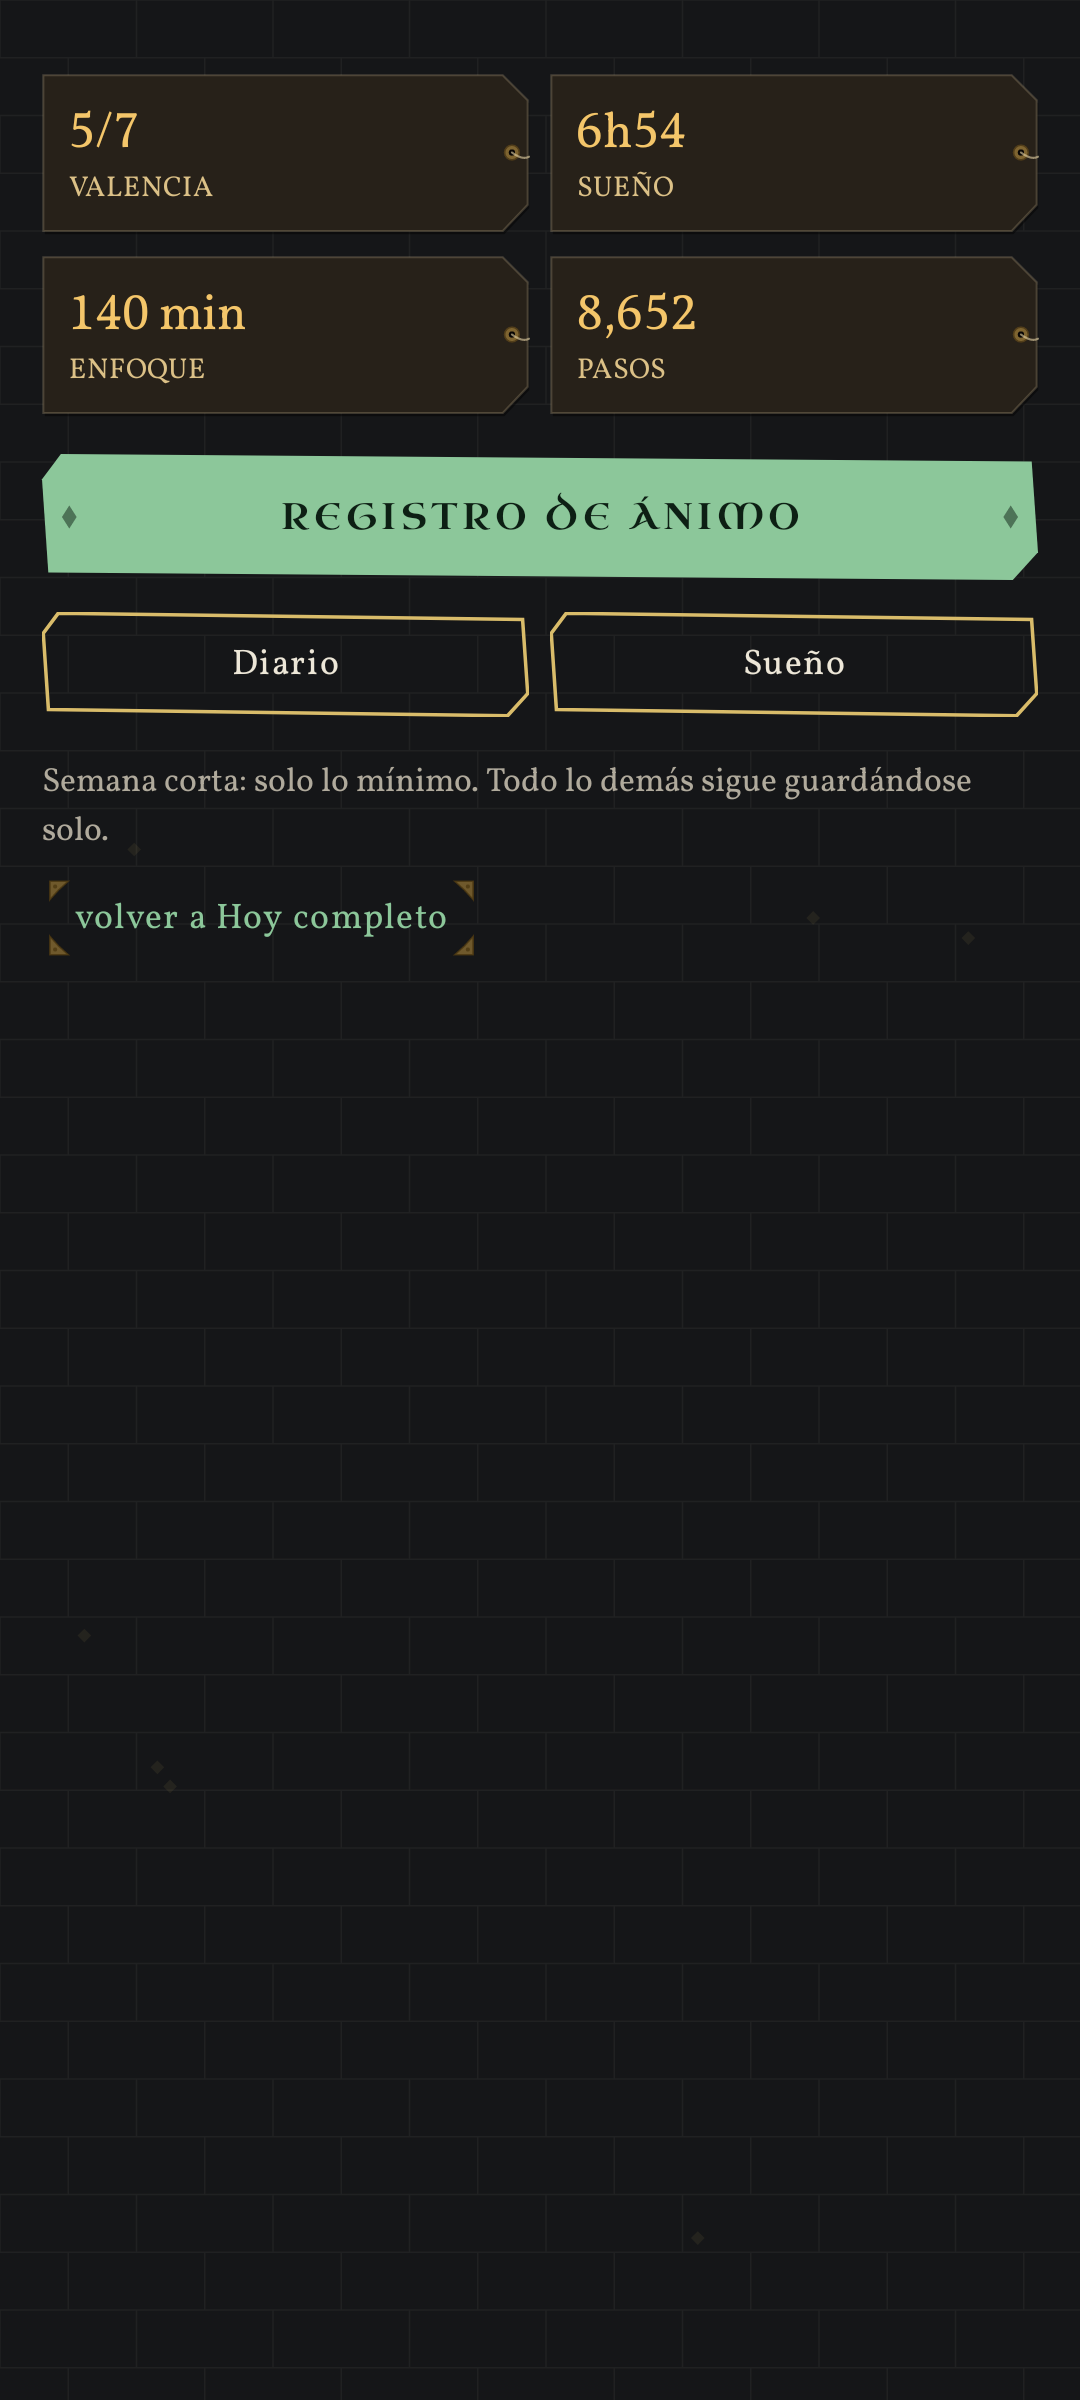 5/7
VALENCIA
6h54
SUEÑO
140 min
ENFOQUE
8,652
PASOS
REGISTRO DE ÁNIMO
Diario
Sueño
Semana corta: solo lo mínimo. Todo lo demás sigue guardándose
solo.
volver a Hoy completo